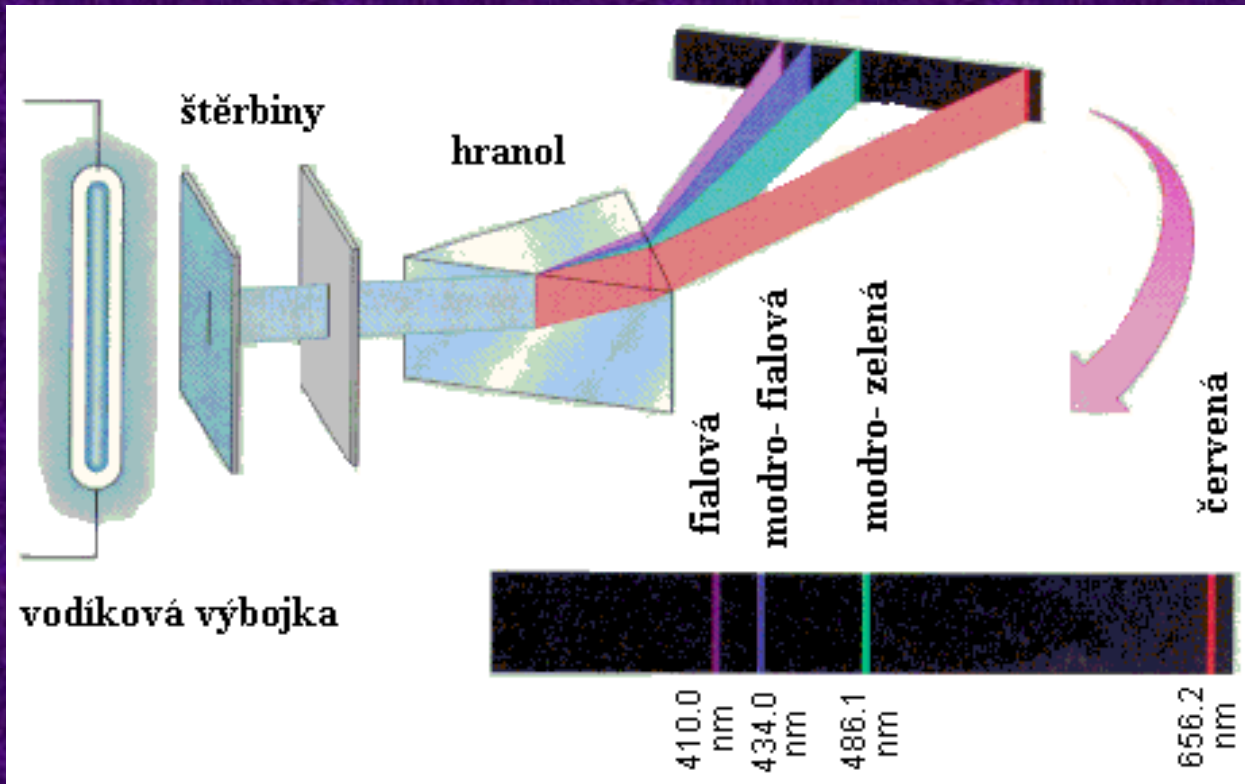 štěrbiny
hranol
vodíková výbojka
fialová
modro- fialová
modro- zelená
červená
410.0
nm
434.0
nm
486.1
nm
656.2
nm